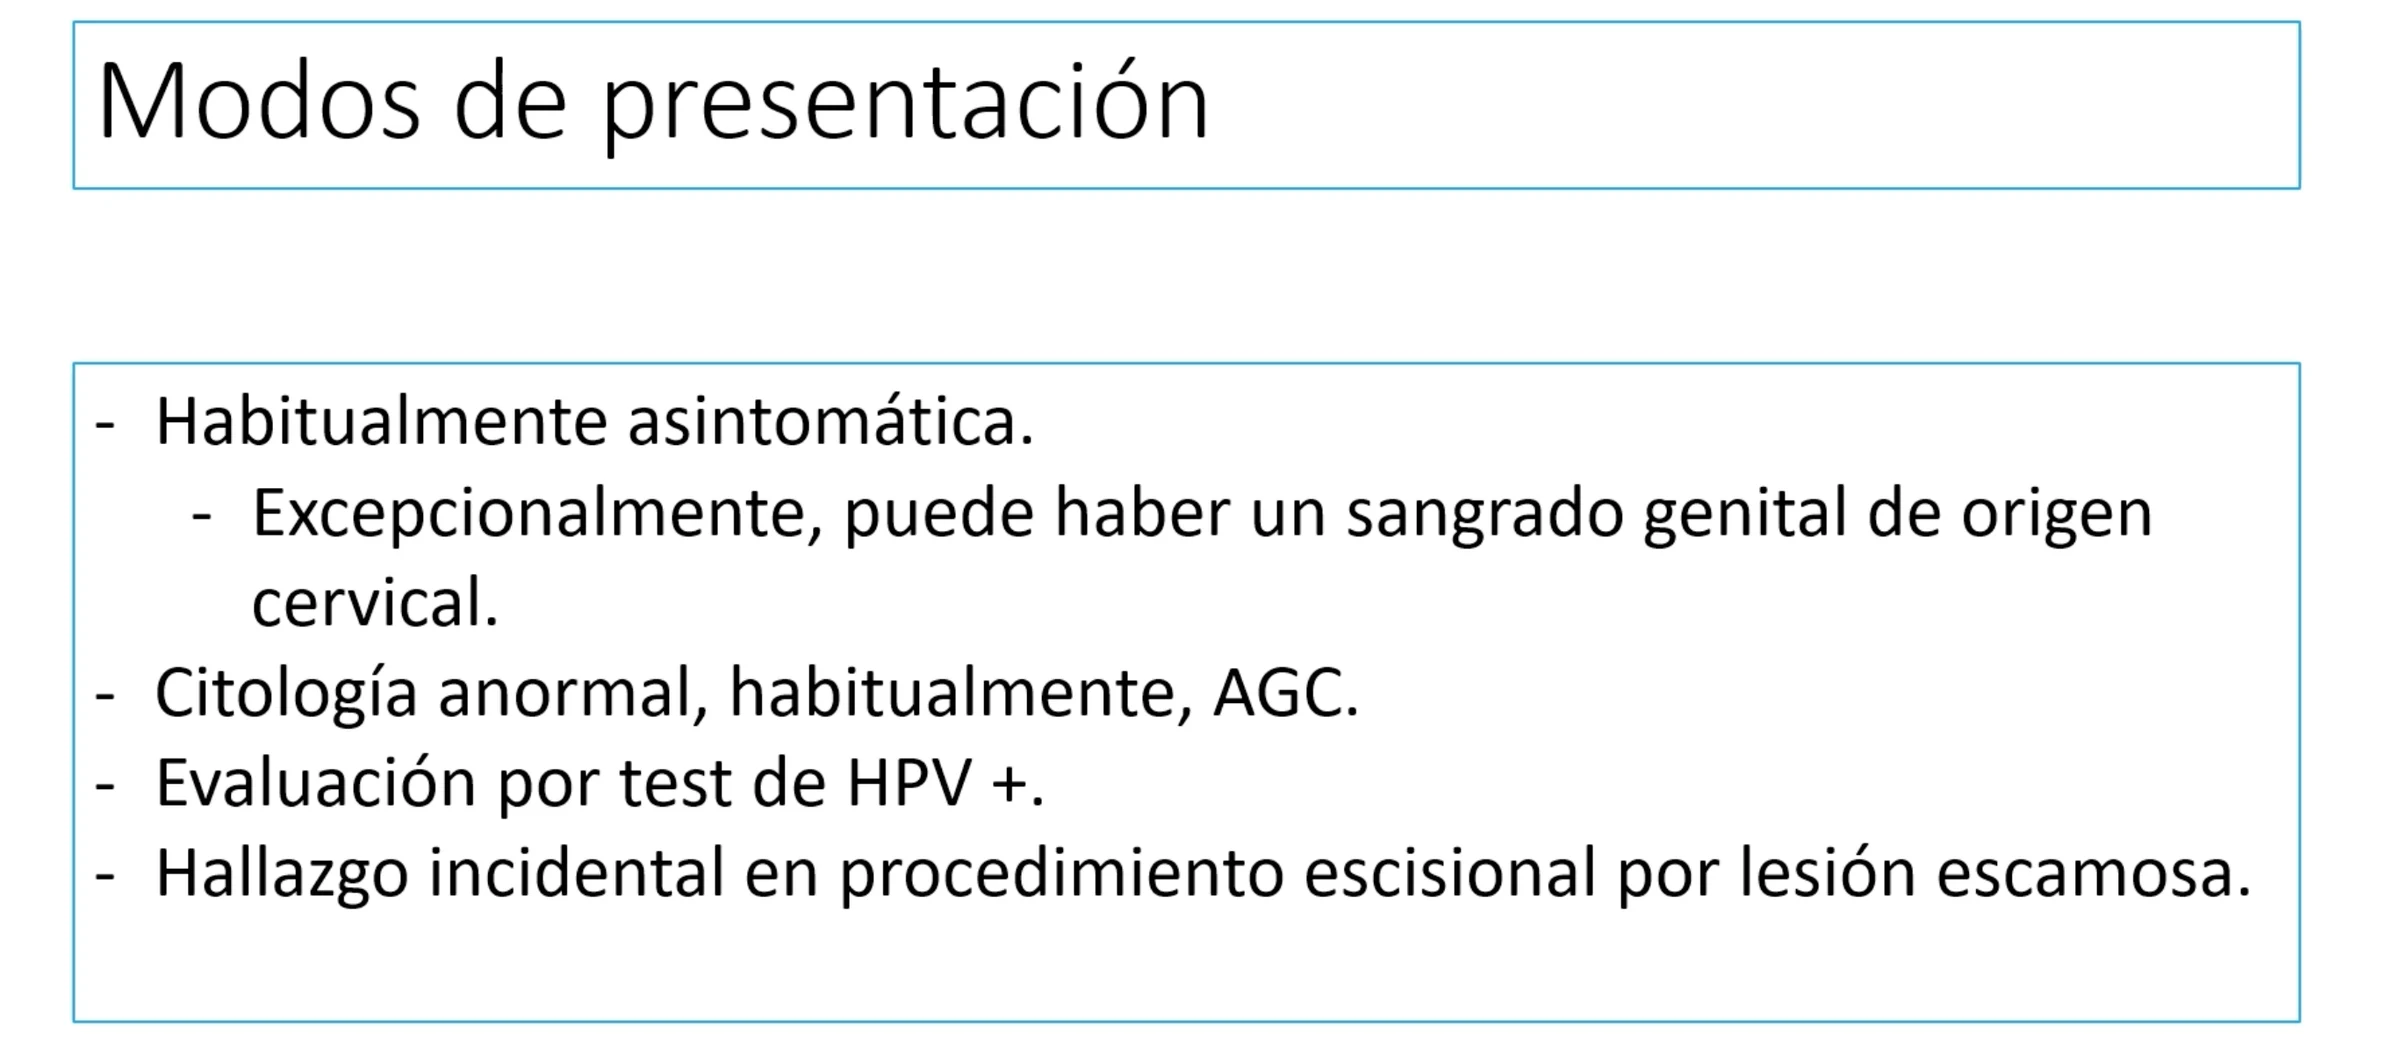 Modos de presentación
- Habitualmente asintomática.
- Excepcionalmente, puede haber un sangrado genital de origen
cervical.
- Citología anormal, habitualmente, AGC.
- Evaluación por test de HPV +.
- Hallazgo incidental en procedimiento escisional por lesión escamosa.